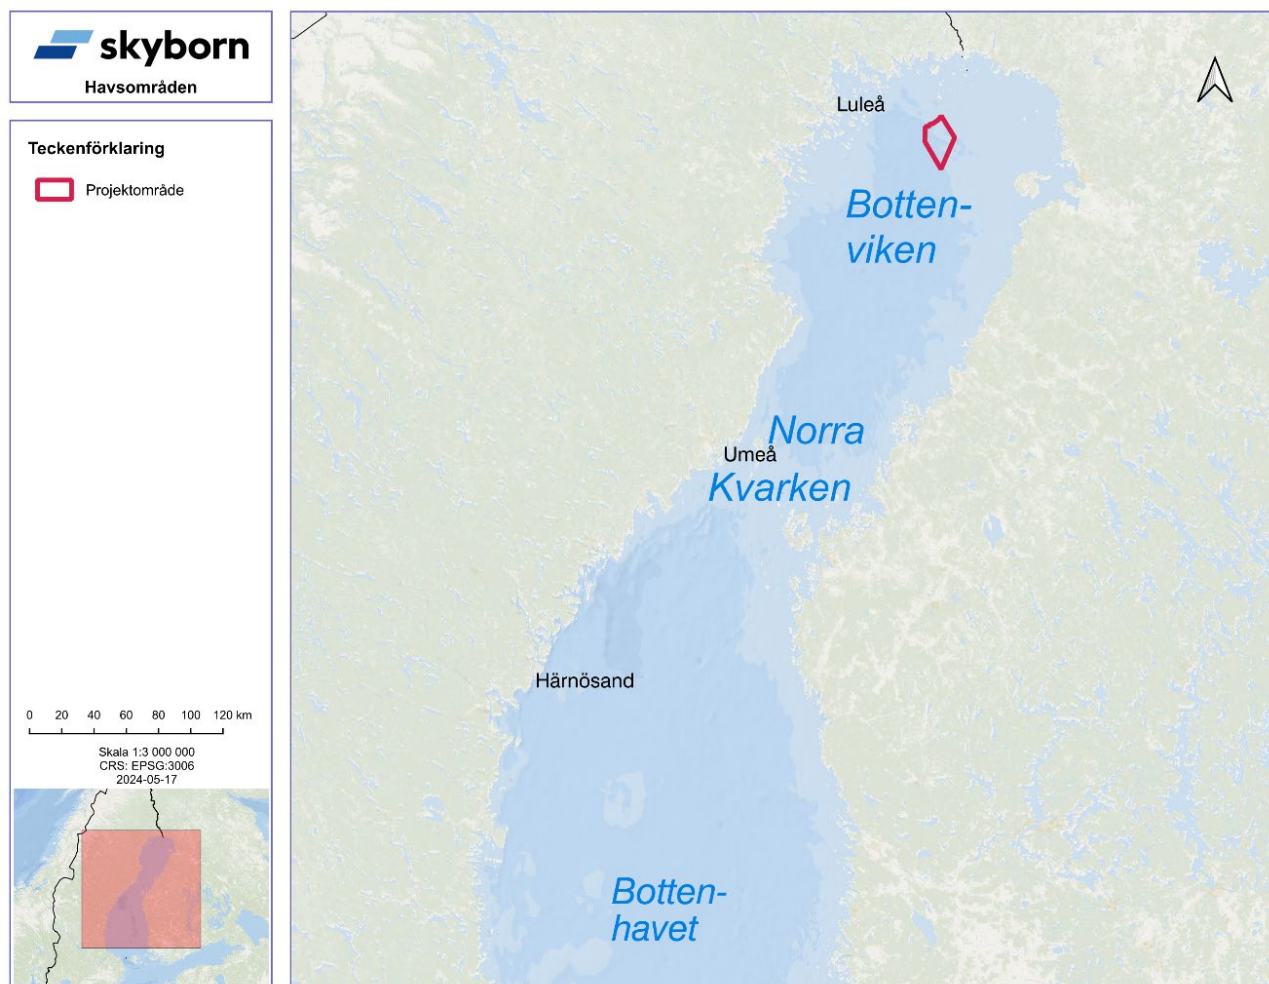 skyborn
Havsområden
Teckenförklaring
Projektområde
0 20 40 60 80 100 120 km
Skala 1:3 000 000
CRS: EPSG:3006
2024-05-17
Luleå
Botten-
viken
Norra
Umeå
Kvarken
Härnösand
Botten-
havet